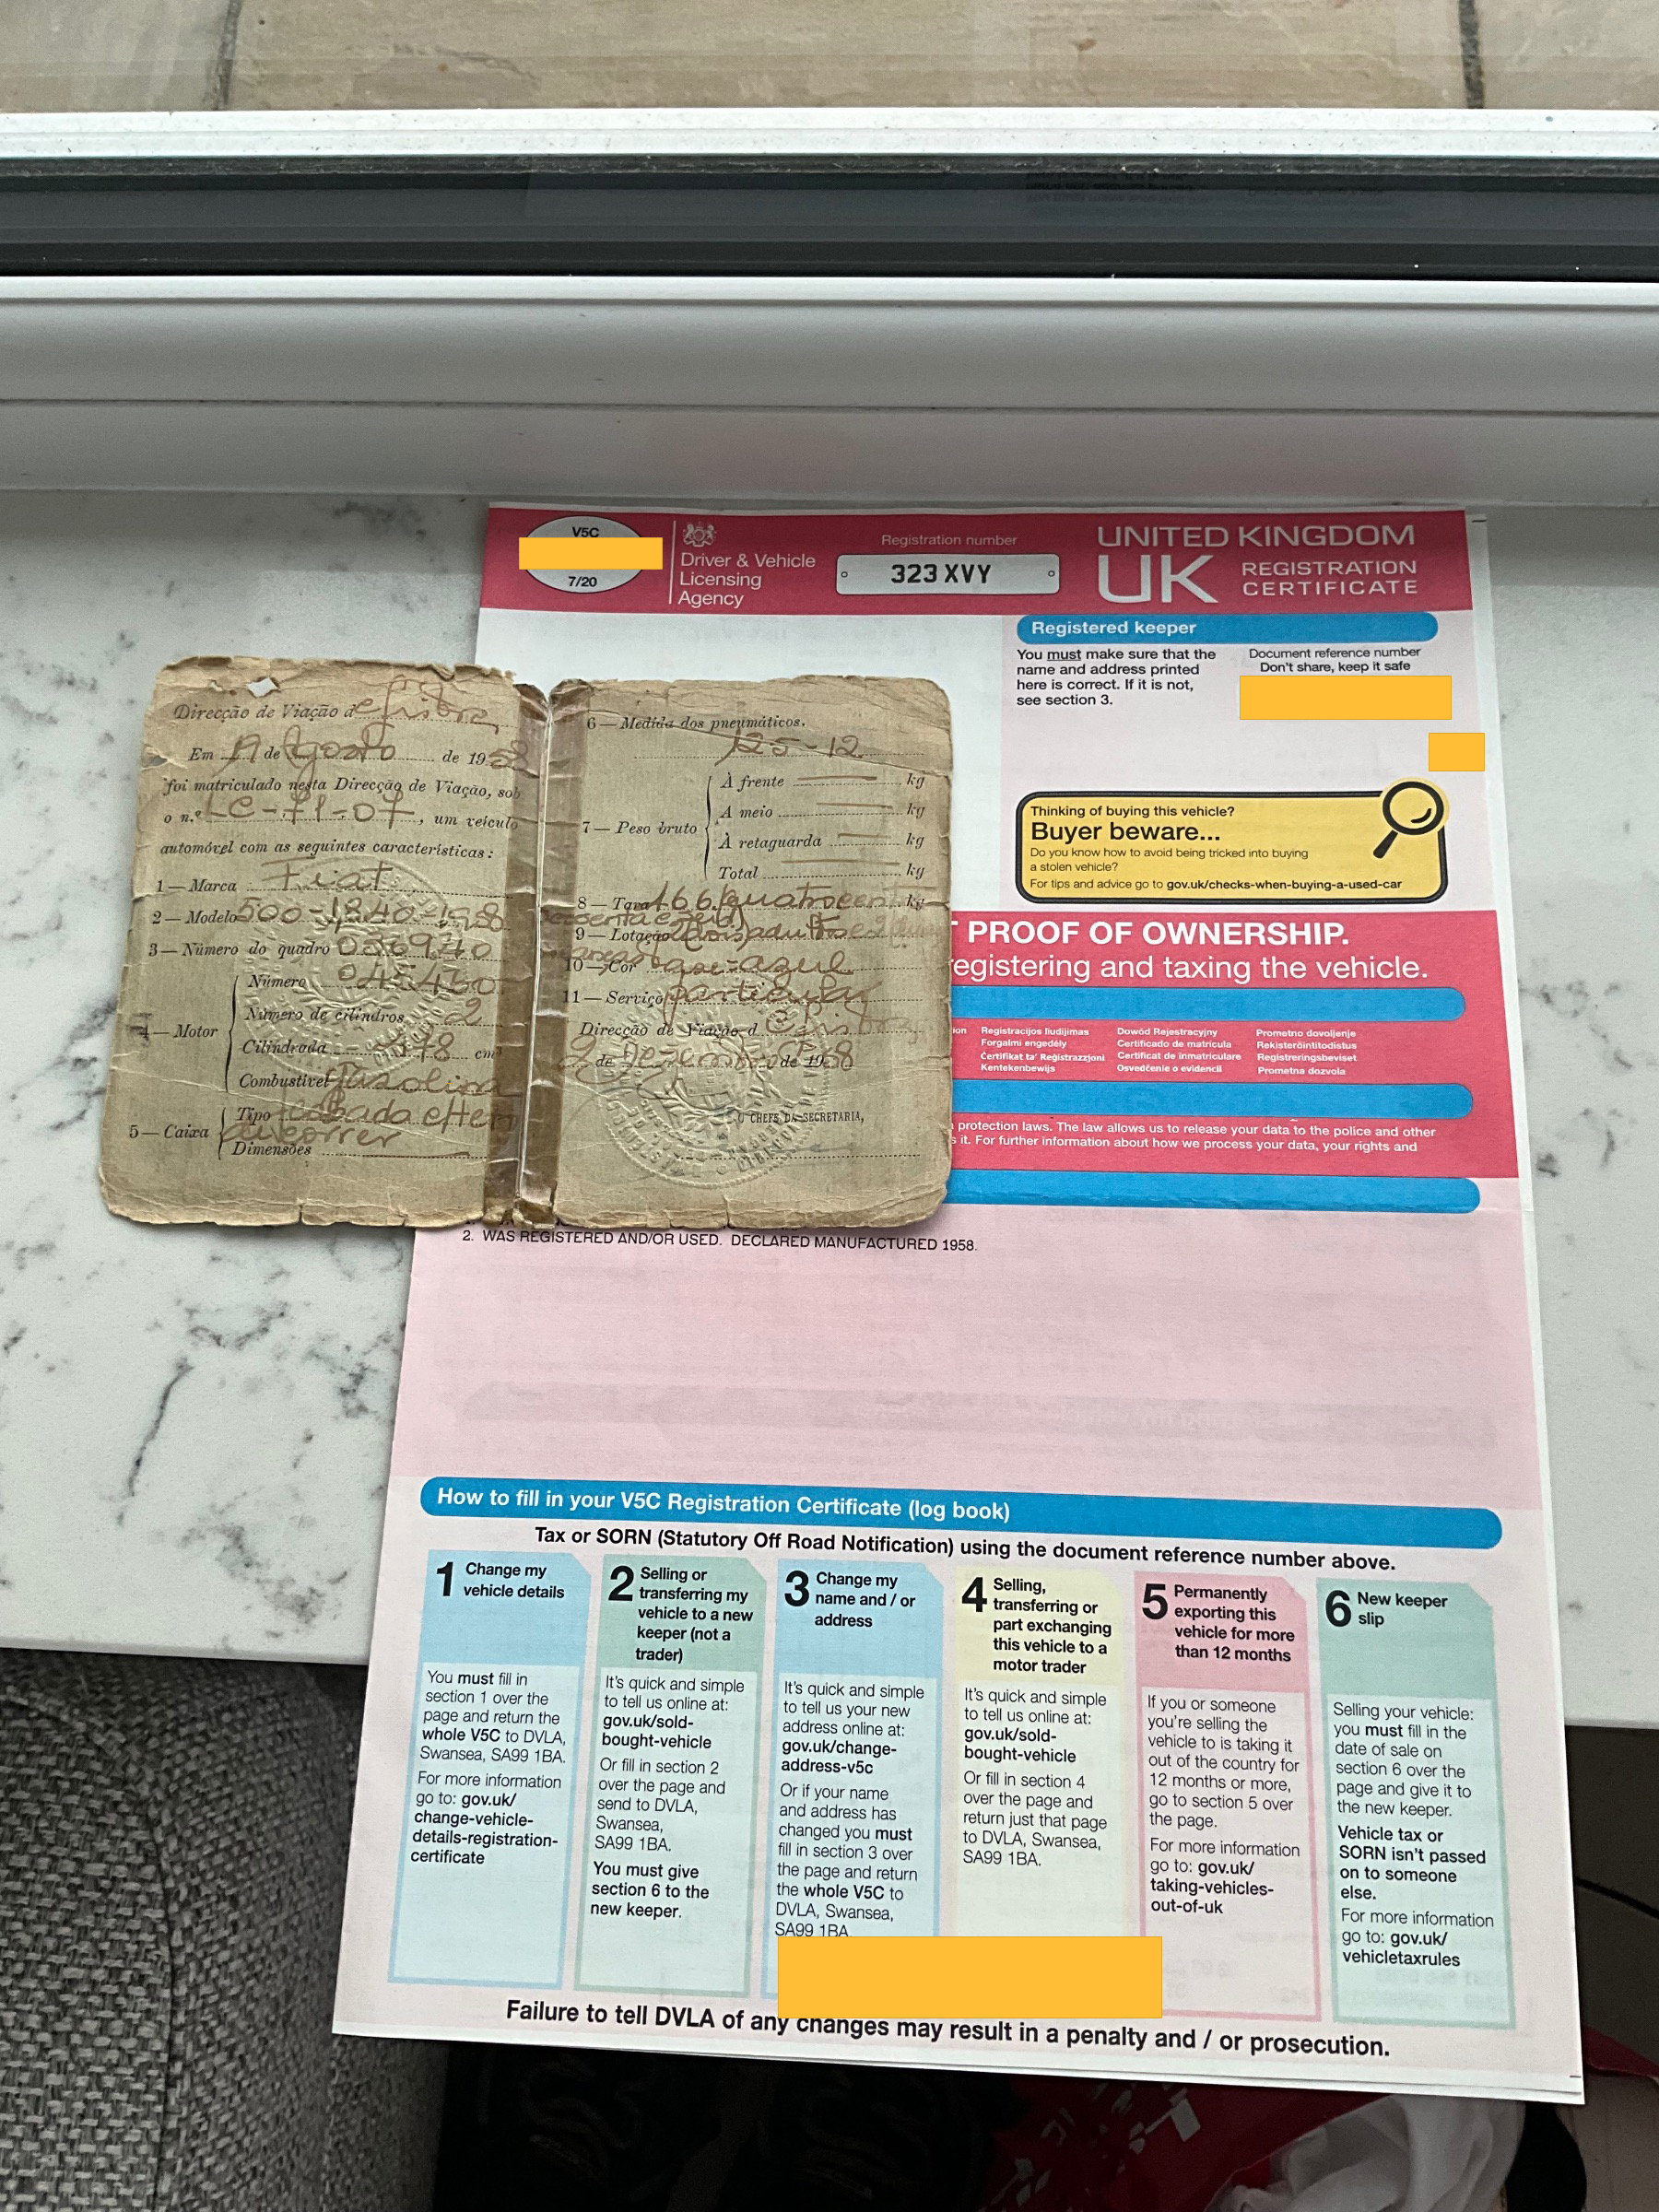 V5C
7/20
Driver & Vehicle
Licensing
Agency
Registration number
323 XVY
UNITED KINGDOM
UK
REGISTRATION
CERTIFICATE
Registered keeper
You must make sure that the
name and address printed
here is correct. If it is not,
see section 3.
Document reference number
Don't share, keep it safe
Thinking of buying this vehicle?
Buyer beware...
Do you know how to avoid being tricked into buying
a stolen vehicle?
For tips and advice go to gov.uk/checks-when-buying-a-used-car
Direcção de Viação de
Em de Agosto de 1958
foi matriculado nesta Direcção de Viação, sob
o n.º um veículo
automóvel com as seguintes características:
1 — Marca Fiat
2 — Modelo 500
3 — Número do quadro
4 — Motor
Número
Número de cilindros 2
Cilindrada cm
Combustível gasolina
5 — Caixa
Tipo fechada
de correr
Dimensões
6 — Medida dos pneumáticos.
125-12
7 — Peso bruto
À frente kg
A meio kg
À retaguarda kg
Total kg
8 — Tara 466 kg
9 — Lotação
10 — Cor azul
11 — Serviço particular
Direcção de Viação d
2 de Dezembro de 1958
O CHEFE DA SECRETARIA,
PROOF OF OWNERSHIP.
registering and taxing the vehicle.
Registracijos liudijimas
Forgalmi engedély
Ċertifikat ta' Reġistrazzjoni
Kentekenbewijs
Dowód Rejestracyjny
Certificado de matrícula
Certificat de înmatriculare
Osvedčenie o evidencii
Prometno dovoljenje
Rekisteröintitodistus
Registreringsbeviset
Prometna dozvola
protection laws. The law allows us to release your data to the police and other
it. For further information about how we process your data, your rights and
2. WAS REGISTERED AND/OR USED. DECLARED MANUFACTURED 1958.
How to fill in your V5C Registration Certificate (log book)
Tax or SORN (Statutory Off Road Notification) using the document reference number above.
1 Change my
vehicle details
You must fill in
section 1 over the
page and return the
whole V5C to DVLA,
Swansea, SA99 1BA.
For more information
go to: gov.uk/
change-vehicle-
details-registration-
certificate
2 Selling or
transferring my
vehicle to a new
keeper (not a
trader)
It's quick and simple
to tell us online at:
gov.uk/sold-
bought-vehicle
Or fill in section 2
over the page and
send to DVLA,
Swansea,
SA99 1BA.
You must give
section 6 to the
new keeper.
3 Change my
name and / or
address
It's quick and simple
to tell us your new
address online at:
gov.uk/change-
address-v5c
Or if your name
and address has
changed you must
fill in section 3 over
the page and return
the whole V5C to
DVLA, Swansea,
SA99 1BA
4 Selling,
transferring or
part exchanging
this vehicle to a
motor trader
It's quick and simple
to tell us online at:
gov.uk/sold-
bought-vehicle
Or fill in section 4
over the page and
return just that page
to DVLA, Swansea,
SA99 1BA.
5 Permanently
exporting this
vehicle for more
than 12 months
If you or someone
you're selling the
vehicle to is taking it
out of the country for
12 months or more,
go to section 5 over
the page.
For more information
go to: gov.uk/
taking-vehicles-
out-of-uk
6 New keeper
slip
Selling your vehicle:
you must fill in the
date of sale on
section 6 over the
page and give it to
the new keeper.
Vehicle tax or
SORN isn't passed
on to someone
else.
For more information
go to: gov.uk/
vehicletaxrules
Failure to tell DVLA of any changes may result in a penalty and / or prosecution.